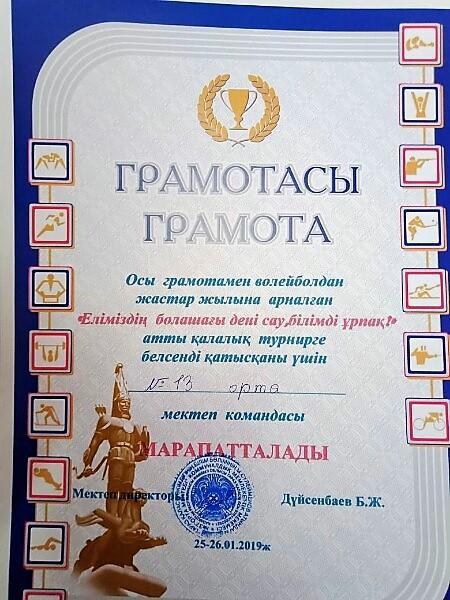 ГРАМОТАСЫ
ГРАМОТА
Осы грамотамен волейболдан
жастар жылына арналған
«Еліміздің болашағы дені сау,білімді ұрпақ!»
атты қалалық турнирге
белсенді қатысқаны үшін
№ 13 орта
мектеп командасы
МАРАПАТТАЛАДЫ
Мектеп директоры Дүйсенбаев Б.Ж.
25-26.01.2019ж